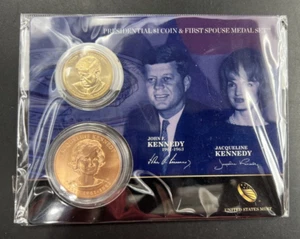 PRESIDENTIAL $1 COIN & FIRST SPOUSE MEDAL SET
JOHN F.
KENNEDY
1961-1963
JACQUELINE
KENNEDY
UNITED STATES MINT